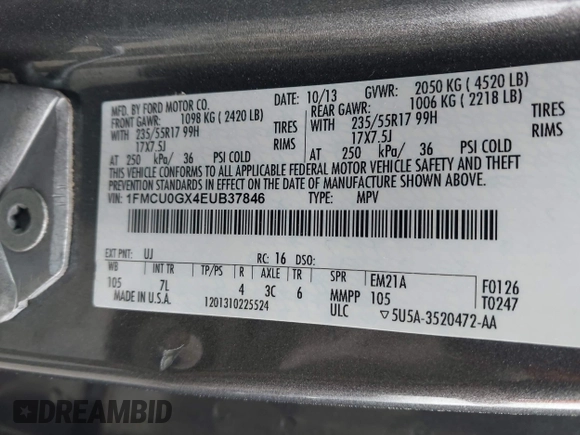 MFD. BY FORD MOTOR CO.
DATE: 10/13 GVWR: 2050 KG (4520 LB)
FRONT GAWR: 1098 KG (2420 LB)
REAR GAWR: 1006 KG (2218 LB)
WITH 235/55R17 99H TIRES
WITH 235/55R17 99H TIRES
17X7.5J RIMS
17X7.5J RIMS
AT 250 kPa/ 36 PSI COLD
AT 250 kPa/ 36 PSI COLD
THIS VEHICLE CONFORMS TO ALL APPLICABLE FEDERAL MOTOR VEHICLE SAFETY AND THEFT
PREVENTION STANDARDS IN EFFECT ON THE DATE OF MANUFACTURE SHOWN ABOVE.
VIN: 1FMCU0GX4EUB37846 TYPE: MPV
EXT PNT: UJ RC: 16 DSO:
WB INT TR TP/PS R AXLE TR SPR EM21A F0126
105 7L 4 3C 6 MMPP 105 T0247
MADE IN U.S.A. 1201310225524 ULC ▽5U5A-3520472-AA
DREAMBID